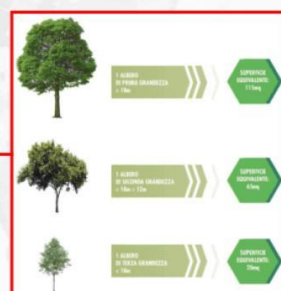 1 ALBERO
DI PRIMA GRANDEZZA
> 18m
SUPERFICIE
EQUIVALENTE:
1 ALBERO
DI SECONDA GRANDEZZA
SUPERFICIE
EQUIVALENTE:
1 ALBERO
DI TERZA GRANDEZZA
SUPERFICIE
EQUIVALENTE: